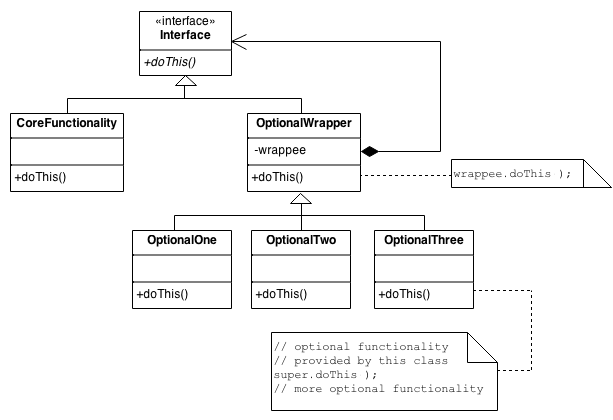 «interface»
Interface
+doThis()
CoreFunctionality
+doThis()
OptionalWrapper
-wrappee
+doThis()
wrappee.doThis );
OptionalOne
+doThis()
OptionalTwo
+doThis()
OptionalThree
+doThis()
// optional functionality
// provided by this class
super.doThis );
// more optional functionality